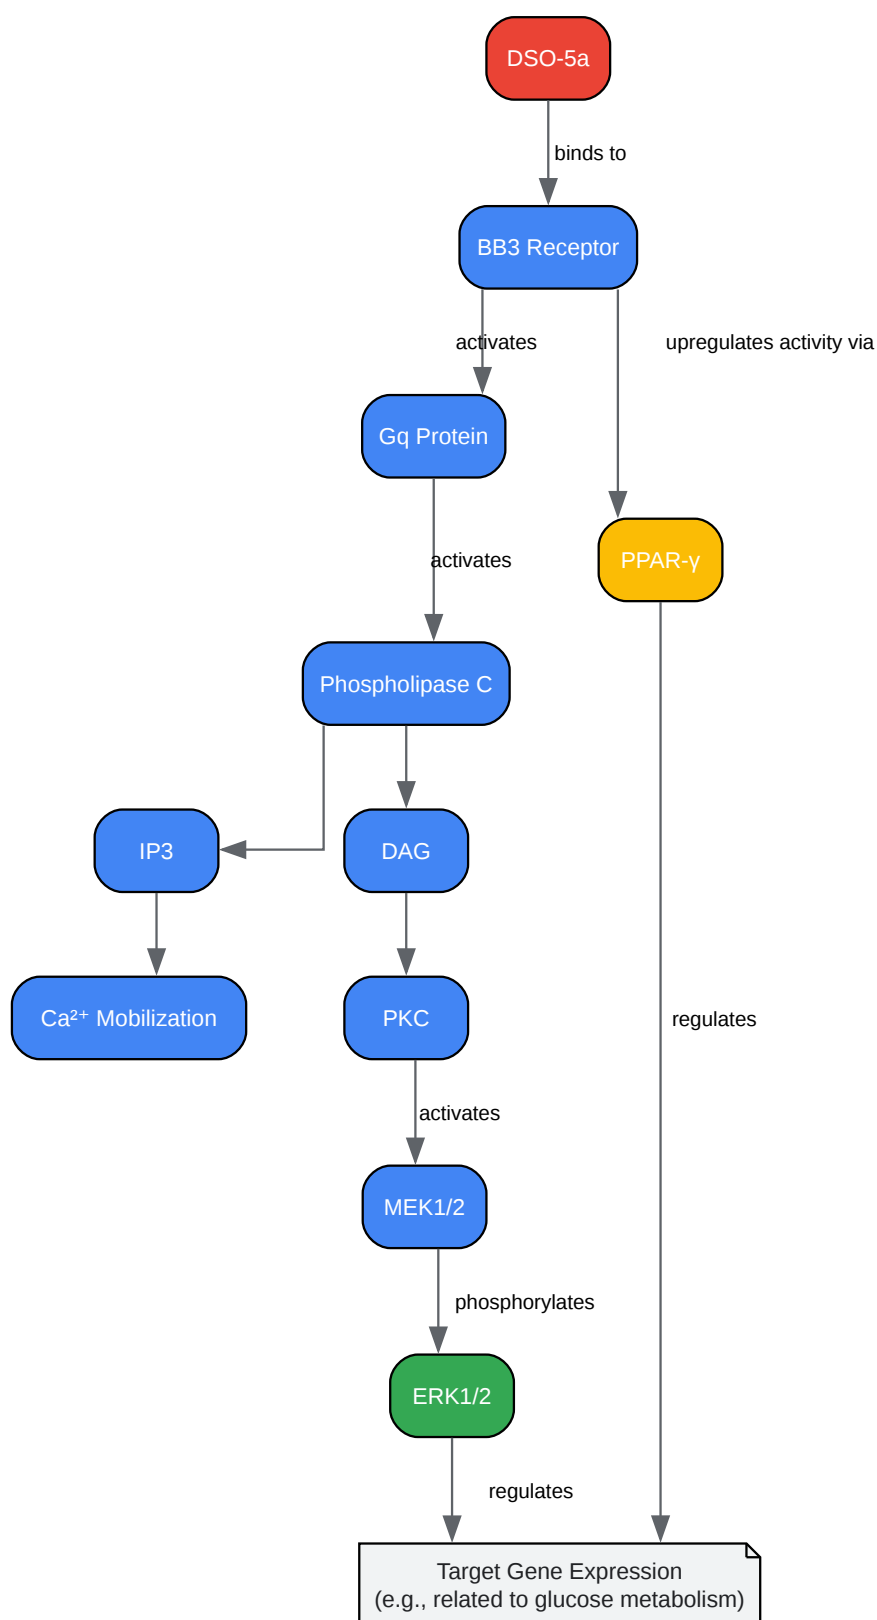 DSO-5a
binds to
BB3 Receptor
activates
upregulates activity via
Gq Protein
activates
PPAR-γ
Phospholipase C
IP3
DAG
Ca²⁺ Mobilization
PKC
regulates
activates
MEK1/2
phosphorylates
ERK1/2
regulates
Target Gene Expression
(e.g., related to glucose metabolism)